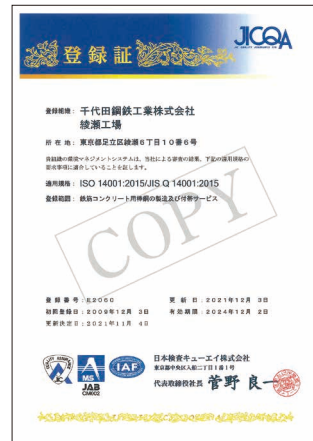 JICQA
JIC QUALITY ASSURANCE LTD.
登録証
登録組織: 千代田鋼鉄工業株式会社
綾瀬工場
所在地: 東京都足立区綾瀬6丁目10番6号
貴組織の環境マネジメントシステムは、当社による審査の結果、下記の適用規格の
要求事項に適合していることを証します。
適用規格: ISO 14001:2015/JIS Q 14001:2015
登録範囲: 鉄筋コンクリート用棒鋼の製造及び付帯サービス
COPY
登録番号:E2060
更新日:2021年12月 3日
初回登録日:2009年12月 3日
有効期限:2024年12月 2日
更新決定日:2021年11月 4日
MS
JAB
CM002
IAF
日本検査キューエイ株式会社
東京都中央区入船二丁目1番1号
代表取締役社長 菅野良一